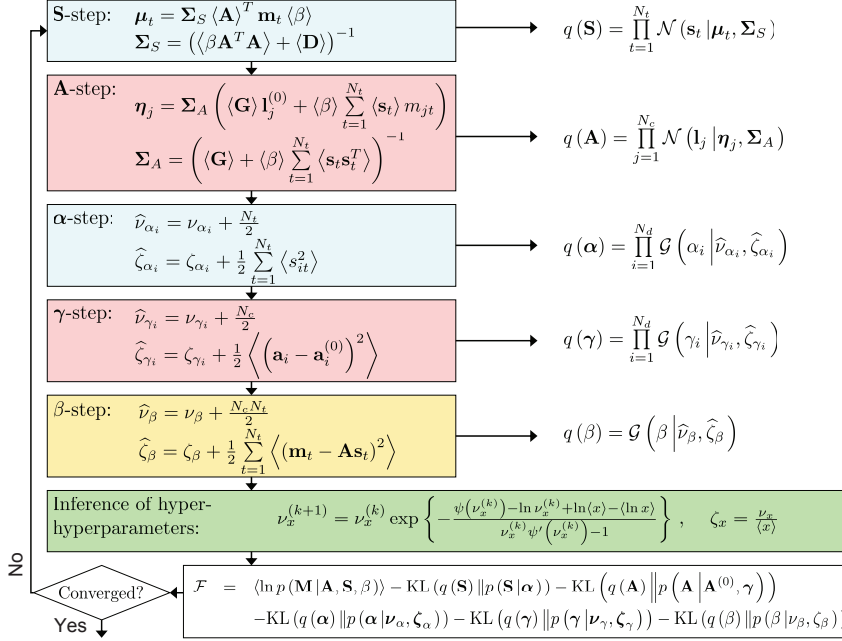 S-step: μ_t = Σ_S ⟨A⟩^T m_t ⟨β⟩
Σ_S = (⟨βA^T A⟩ + ⟨D⟩)^{-1}
q(S) = ∏_{t=1}^{N_t} N(s_t | μ_t, Σ_S)
A-step:
η_j = Σ_A (⟨G⟩ l_j^{(0)} + ⟨β⟩ ∑_{t=1}^{N_t} ⟨s_t⟩ m_{jt})
Σ_A = (⟨G⟩ + ⟨β⟩ ∑_{t=1}^{N_t} ⟨s_t s_t^T⟩)^{-1}
q(A) = ∏_{j=1}^{N_c} N(l_j | η_j, Σ_A)
α-step: ν̂_{α_i} = ν_{α_i} + N_t/2
ζ̂_{α_i} = ζ_{α_i} + 1/2 ∑_{t=1}^{N_t} ⟨s_{it}^2⟩
q(α) = ∏_{i=1}^{N_d} G(α_i | ν̂_{α_i}, ζ̂_{α_i})
γ-step: ν̂_{γ_i} = ν_{γ_i} + N_c/2
ζ̂_{γ_i} = ζ_{γ_i} + 1/2 ⟨(a_i − a_i^{(0)})^2⟩
q(γ) = ∏_{i=1}^{N_d} G(γ_i | ν̂_{γ_i}, ζ̂_{γ_i})
β-step: ν̂_β = ν_β + N_c N_t/2
ζ̂_β = ζ_β + 1/2 ∑_{t=1}^{N_t} ⟨(m_t − As_t)^2⟩
q(β) = G(β | ν̂_β, ζ̂_β)
Inference of hyper-
hyperparameters:
ν_x^{(k+1)} = ν_x^{(k)} exp{−(ψ(ν_x^{(k)}) − ln ν_x^{(k)} + ln⟨x⟩ − ⟨ln x⟩)/(ν_x^{(k)} ψ′(ν_x^{(k)}) − 1)} , ζ_x = ν_x/⟨x⟩
No
Converged?
Yes
F = ⟨ln p(M | A, S, β)⟩ − KL(q(S) ‖ p(S | α)) − KL(q(A) ‖ p(A | A^{(0)}, γ))
−KL(q(α) ‖ p(α | ν_α, ζ_α)) − KL(q(γ) ‖ p(γ | ν_γ, ζ_γ)) − KL(q(β) ‖ p(β | ν_β, ζ_β))